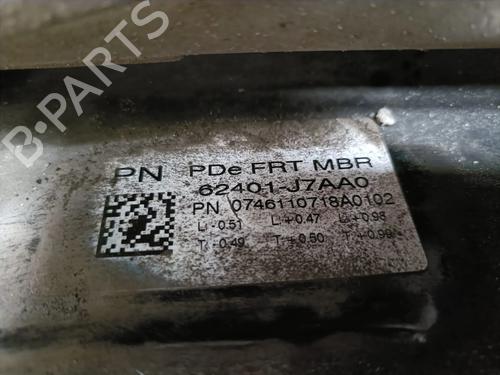 B-PARTS
PN PDe FRT MBR
62401-J7AA0
PN 0746110718A0102
L -0.51 L +0.47 L +0.98
T -0.49 T +0.50 T +0.98